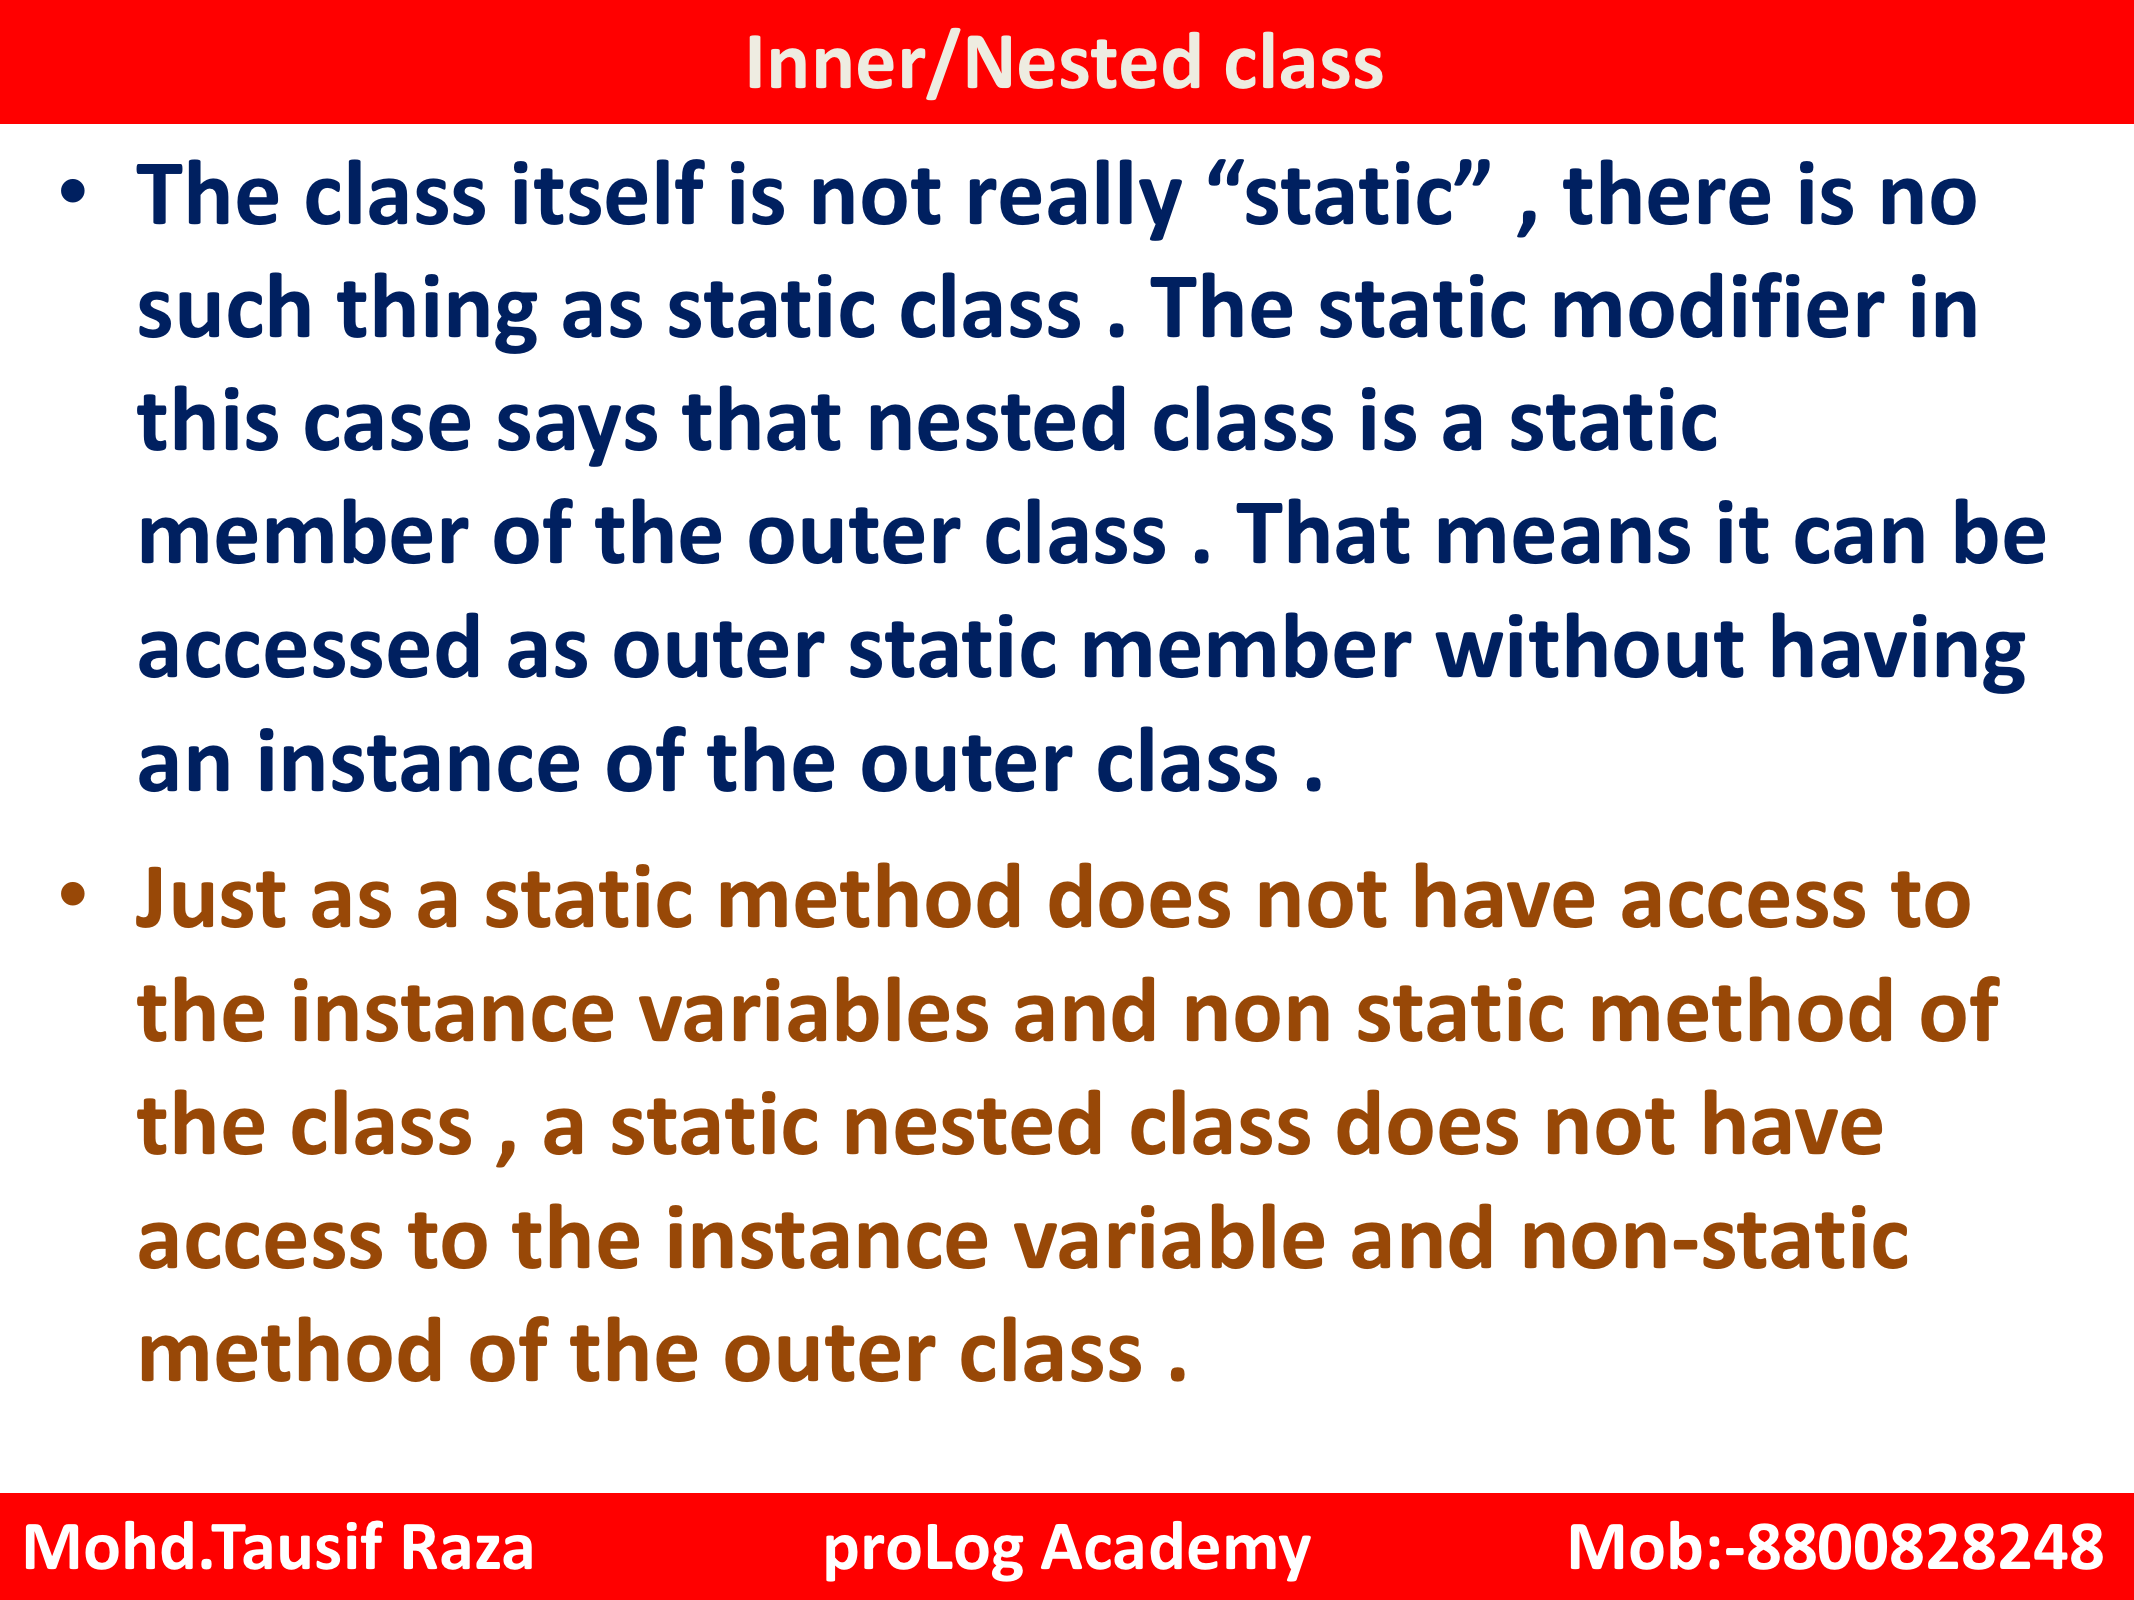 Inner/Nested class
• The class itself is not really “static” , there is no
such thing as static class . The static modifier in
this case says that nested class is a static
member of the outer class . That means it can be
accessed as outer static member without having
an instance of the outer class .
• Just as a static method does not have access to
the instance variables and non static method of
the class , a static nested class does not have
access to the instance variable and non-static
method of the outer class .
Mohd.Tausif Raza proLog Academy Mob:-8800828248